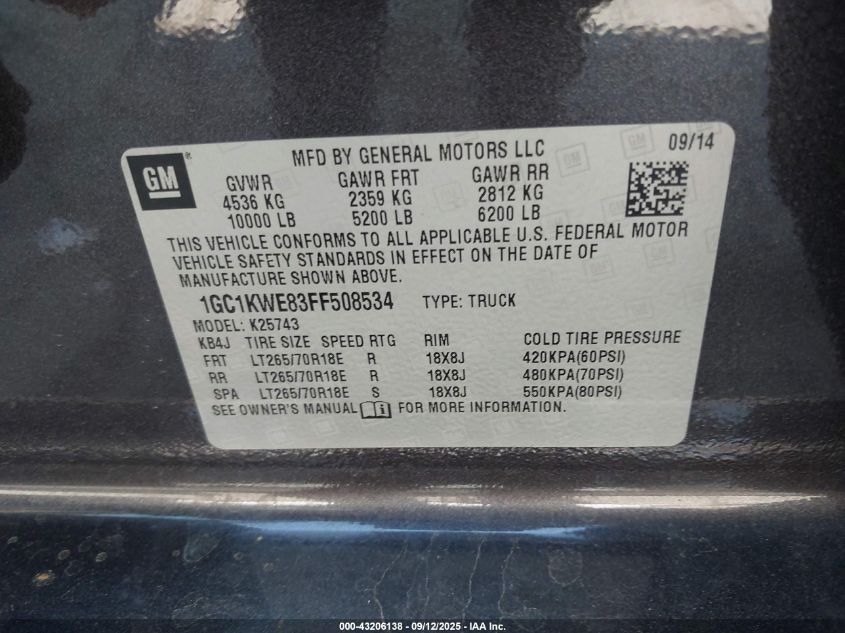 GM
MFD BY GENERAL MOTORS LLC
09/14
GVWR GAWR FRT GAWR RR
4536 KG 2359 KG 2812 KG
10000 LB 5200 LB 6200 LB
THIS VEHICLE CONFORMS TO ALL APPLICABLE U.S. FEDERAL MOTOR
VEHICLE SAFETY STANDARDS IN EFFECT ON THE DATE OF
MANUFACTURE SHOWN ABOVE.
1GC1KWE83FF508534 TYPE: TRUCK
MODEL: K25743
KB4J TIRE SIZE SPEED RTG RIM COLD TIRE PRESSURE
FRT LT265/70R18E R 18X8J 420KPA(60PSI)
RR LT265/70R18E R 18X8J 480KPA(70PSI)
SPA LT265/70R18E S 18X8J 550KPA(80PSI)
SEE OWNER'S MANUAL FOR MORE INFORMATION.
000-43206138 - 09/12/2025 - IAA Inc.